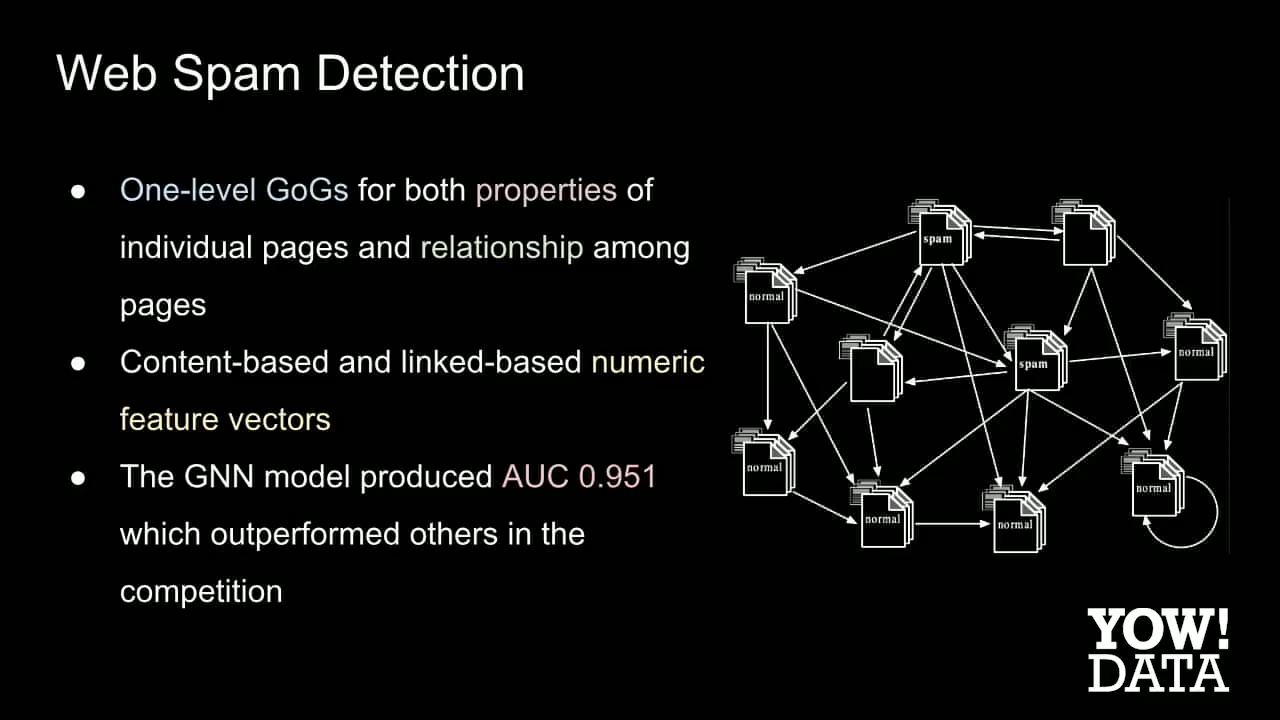 Web Spam Detection
● One-level GoGs for both properties of
individual pages and relationship among
pages
● Content-based and linked-based numeric
feature vectors
● The GNN model produced AUC 0.951
which outperformed others in the
competition
spam
normal
spam
normal
normal
normal
normal
normal
YOW!
DATA